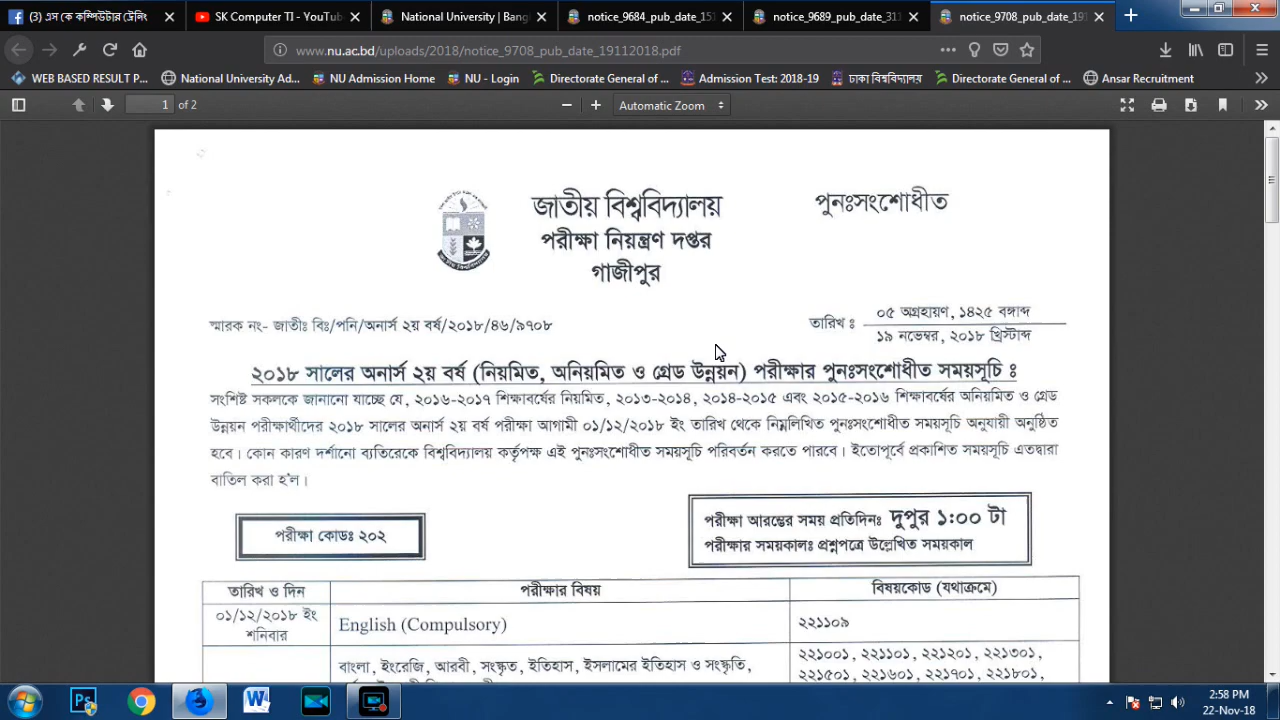 (3) এস কে কম্পিউটার ট্রেনিং
SK Computer TI - YouTub
National University | Bangl
notice_9684_pub_date_151
notice_9689_pub_date_311
notice_9708_pub_date_191
www.nu.ac.bd/uploads/2018/notice_9708_pub_date_19112018.pdf
WEB BASED RESULT P...
National University Ad...
NU Admission Home
NU - Login
Directorate General of ...
Admission Test: 2018-19
ঢাকা বিশ্ববিদ্যালয়
Directorate General of ...
Ansar Recruitment
1 of 2
Automatic Zoom
জাতীয় বিশ্ববিদ্যালয়
পুনঃসংশোধীত
পরীক্ষা নিয়ন্ত্রণ দপ্তর
গাজীপুর
স্মারক নং- জাতীঃ বিঃ/পনি/অনার্স ২য় বর্ষ/২০১৮/৪৬/৯৭০৮
তারিখ ঃ ০৫ অগ্রহায়ণ, ১৪২৫ বঙ্গাব্দ
১৯ নভেম্বর, ২০১৮ খ্রিস্টাব্দ
২০১৮ সালের অনার্স ২য় বর্ষ (নিয়মিত, অনিয়মিত ও গ্রেড উন্নয়ন) পরীক্ষার পুনঃসংশোধীত সময়সূচি ঃ
সংশিষ্ট সকলকে জানানো যাচ্ছে যে, ২০১৬-২০১৭ শিক্ষাবর্ষের নিয়মিত, ২০১৩-২০১৪, ২০১৪-২০১৫ এবং ২০১৫-২০১৬ শিক্ষাবর্ষের অনিয়মিত ও গ্রেড
উন্নয়ন পরীক্ষার্থীদের ২০১৮ সালের অনার্স ২য় বর্ষ পরীক্ষা আগামী ০১/১২/২০১৮ ইং তারিখ থেকে নিম্নলিখিত পুনঃসংশোধীত সময়সূচি অনুযায়ী অনুষ্ঠিত
হবে। কোন কারণ দর্শানো ব্যতিরেকে বিশ্ববিদ্যালয় কর্তৃপক্ষ এই পুনঃসংশোধীত সময়সূচি পরিবর্তন করতে পারবে। ইতোপূর্বে প্রকাশিত সময়সূচি এতদ্বারা
বাতিল করা হ'ল।
পরীক্ষা কোডঃ ২০২
পরীক্ষা আরম্ভের সময় প্রতিদিনঃ দুপুর ১:০০ টা
পরীক্ষার সময়কালঃ প্রশ্নপত্রে উল্লেখিত সময়কাল
তারিখ ও দিন
পরীক্ষার বিষয়
বিষয়কোড (যথাক্রমে)
০১/১২/২০১৮ ইং
শনিবার
English (Compulsory)
২২১১০৯
বাংলা, ইংরেজি, আরবী, সংস্কৃত, ইতিহাস, ইসলামের ইতিহাস ও সংস্কৃতি,
২২১০০১, ২২১১০১, ২২১২০১, ২২১৩০১,
২২১৫০১, ২২১৬০১, ২২১৭০১, ২২১৮০১,
2:58 PM
22-Nov-18